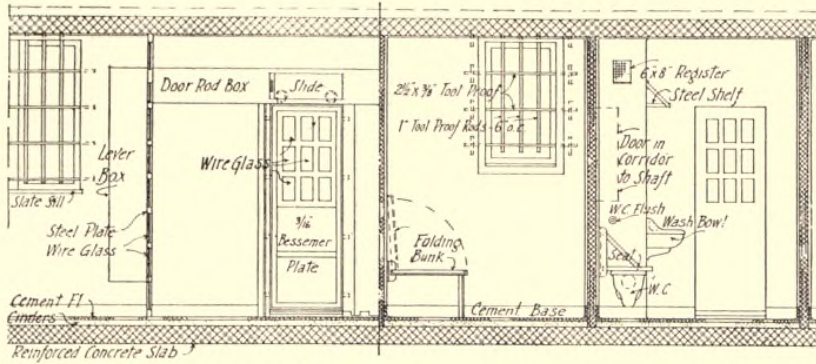 Door Rod Box
Slide
6"x8" Register
Steel Shelf
2½"x⅜" Tool Proof
1" Tool Proof Rods - 6" o.c.
Lever
Box
Wire Glass
Door in
Corridor
to Shaft
Slate Sill
W.C. Flush
Wash Bowl
Steel Plate
Wire Glass
3/16
Bessemer
Plate
Folding
Bunk
Seat
W.C
Cement Fl
Cinders
Cement Base
Reinforced Concrete Slab